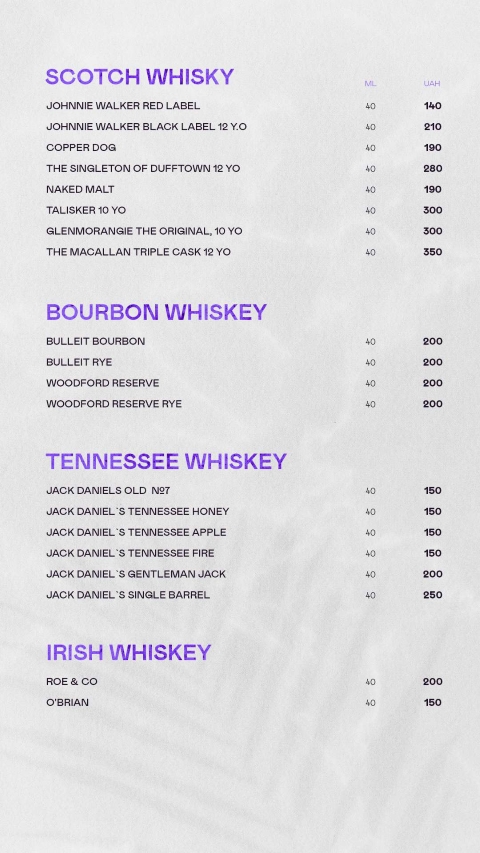 SCOTCH WHISKY ML UAH
JOHNNIE WALKER RED LABEL 40 140
JOHNNIE WALKER BLACK LABEL 12 Y.O 40 210
COPPER DOG 40 190
THE SINGLETON OF DUFFTOWN 12 YO 40 280
NAKED MALT 40 190
TALISKER 10 YO 40 300
GLENMORANGIE THE ORIGINAL, 10 YO 40 300
THE MACALLAN TRIPLE CASK 12 YO 40 350
BOURBON WHISKEY
BULLEIT BOURBON 40 200
BULLEIT RYE 40 200
WOODFORD RESERVE 40 200
WOODFORD RESERVE RYE 40 200
TENNESSEE WHISKEY
JACK DANIELS OLD №7 40 150
JACK DANIEL`S TENNESSEE HONEY 40 150
JACK DANIEL`S TENNESSEE APPLE 40 150
JACK DANIEL`S TENNESSEE FIRE 40 150
JACK DANIEL`S GENTLEMAN JACK 40 200
JACK DANIEL`S SINGLE BARREL 40 250
IRISH WHISKEY
ROE & CO 40 200
O'BRIAN 40 150